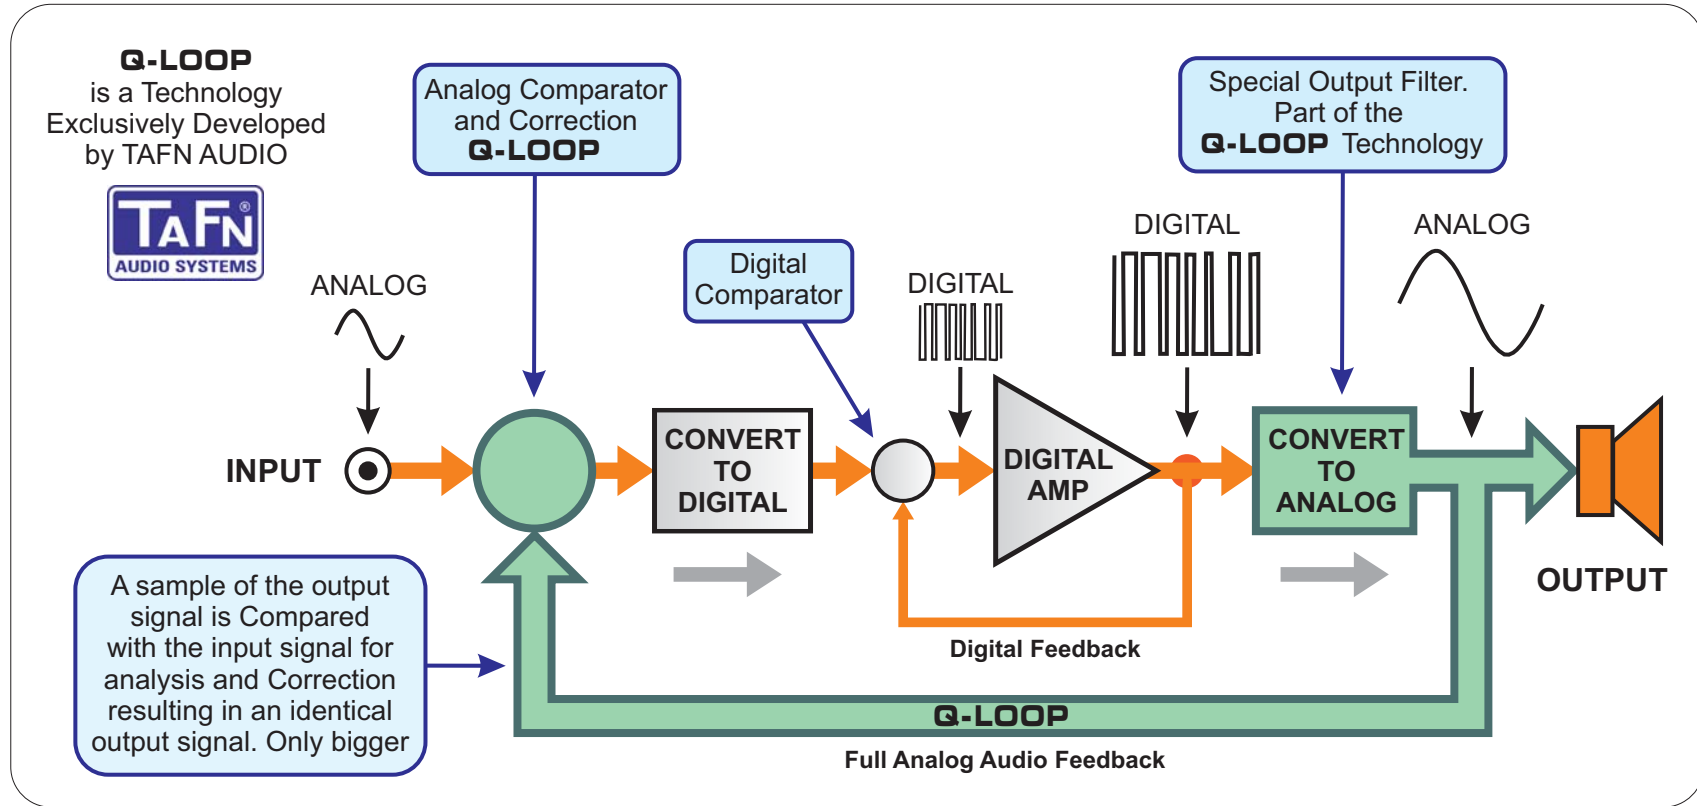 Q-LOOP
is a Technology
Exclusively Developed
by TAFN AUDIO
TAFN®
AUDIO SYSTEMS
Analog Comparator
and Correction
Q-LOOP
Special Output Filter.
Part of the
Q-LOOP Technology
Digital
Comparator
ANALOG
DIGITAL
DIGITAL
ANALOG
INPUT
CONVERT
TO
DIGITAL
DIGITAL
AMP
CONVERT
TO
ANALOG
OUTPUT
A sample of the output
signal is Compared
with the input signal for
analysis and Correction
resulting in an identical
output signal. Only bigger
Digital Feedback
Q-LOOP
Full Analog Audio Feedback